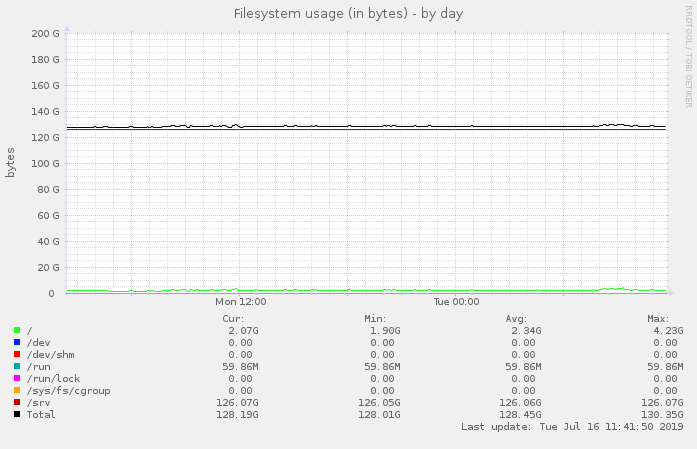 Filesystem usage (in bytes) - by day
RRDTOOL / TOBI OETIKER
bytes
200 G
180 G
160 G
140 G
120 G
100 G
80 G
60 G
40 G
20 G
0
Mon 12:00 Tue 00:00
Cur: Min: Avg: Max:
/ 2.07G 1.90G 2.34G 4.23G
/dev 0.00 0.00 0.00 0.00
/dev/shm 0.00 0.00 0.00 0.00
/run 59.86M 59.86M 59.86M 59.86M
/run/lock 0.00 0.00 0.00 0.00
/sys/fs/cgroup 0.00 0.00 0.00 0.00
/srv 126.07G 126.05G 126.06G 126.07G
Total 128.19G 128.01G 128.45G 130.35G
Last update: Tue Jul 16 11:41:50 2019